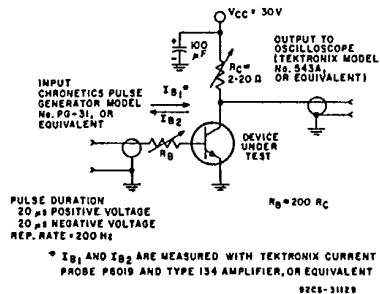 VCC = 30V
100
µF
RC=
2-20Ω
OUTPUT TO
OSCILLOSCOPE
(TEKTRONIX MODEL
No. 543A,
OR EQUIVALENT)
INPUT
CHRONETICS PULSE
GENERATOR MODEL
No. PG-31, OR
EQUIVALENT
IB1*
IB2
RB
DEVICE
UNDER
TEST
RB=200 RC
PULSE DURATION
20 µs POSITIVE VOLTAGE
20 µs NEGATIVE VOLTAGE
REP. RATE=200 Hz
* IB1 AND IB2 ARE MEASURED WITH TEKTRONIX CURRENT
PROBE P6019 AND TYPE 134 AMPLIFIER, OR EQUIVALENT
92CS-31129